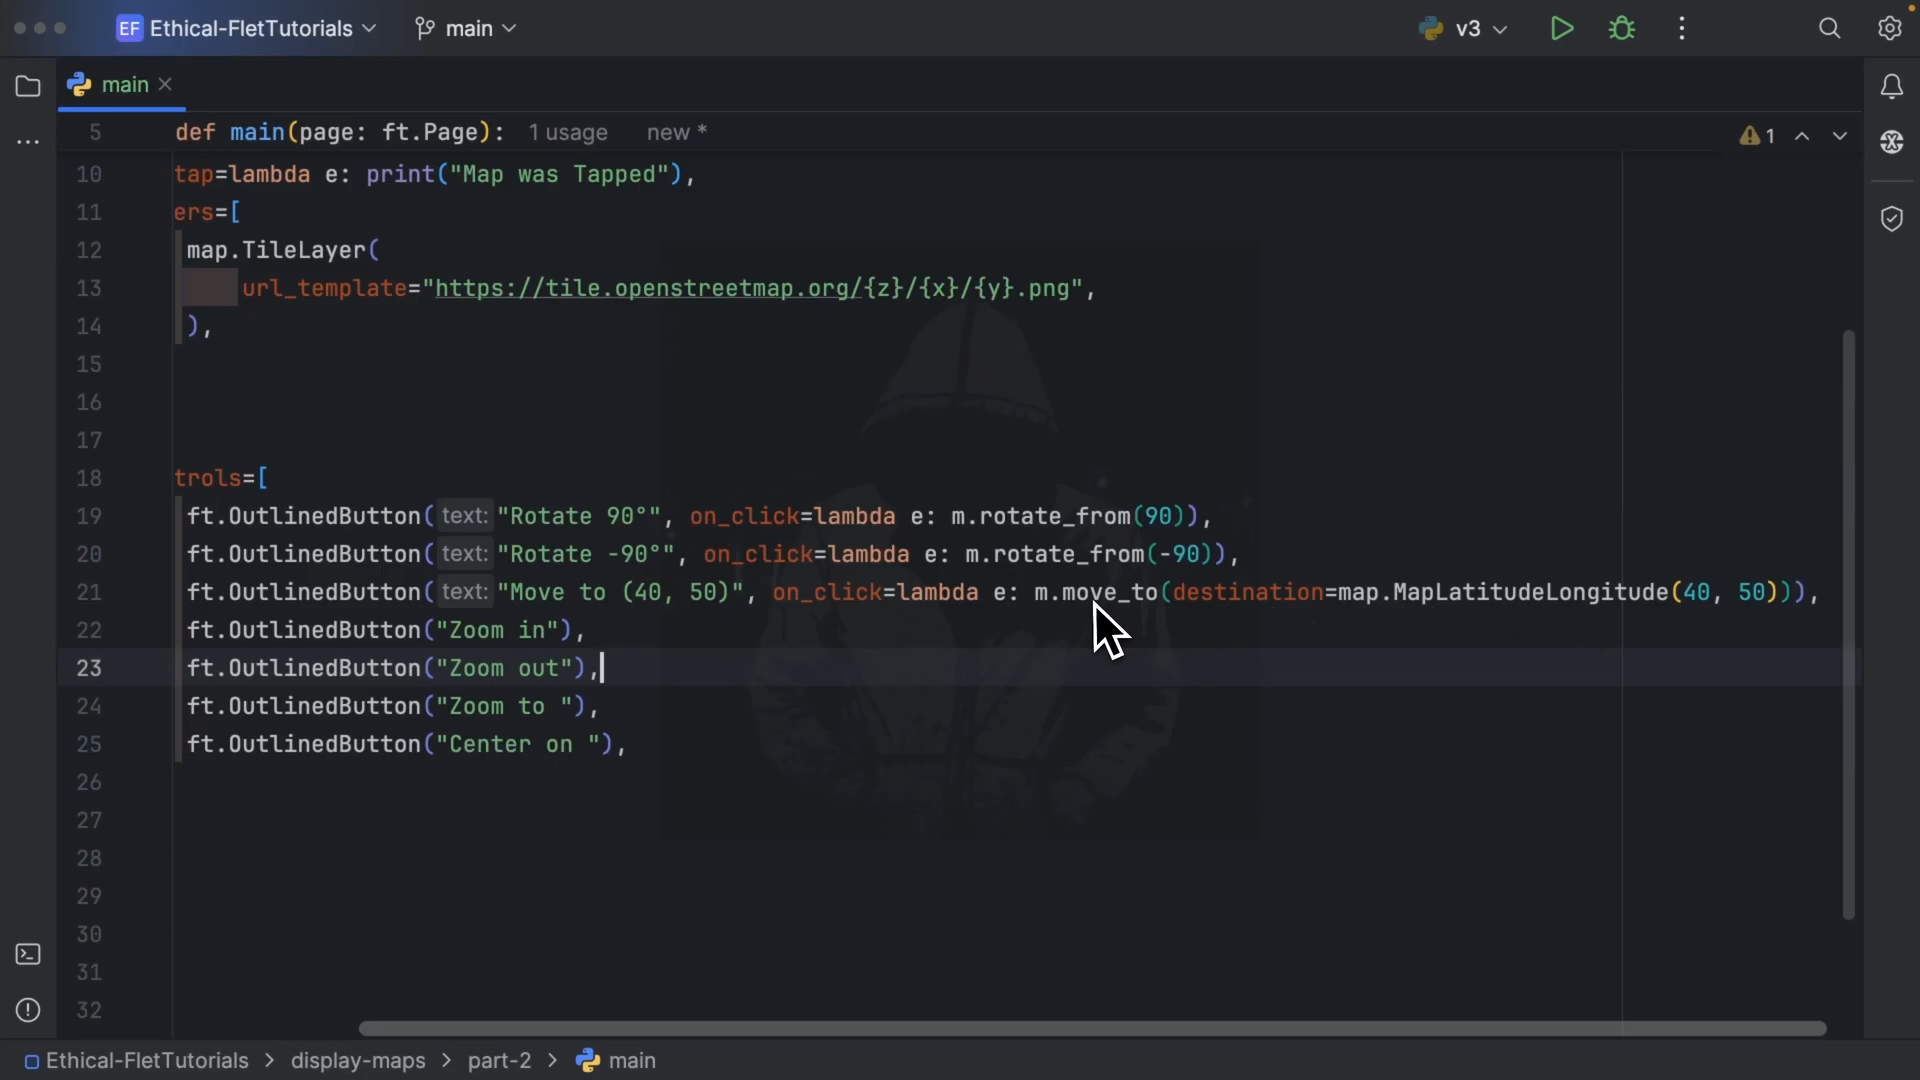 EF Ethical-FletTutorials main v3
main
5 def main(page: ft.Page): 1 usage new * 1
10 tap=lambda e: print("Map was Tapped"),
11 ers=[
12 map.TileLayer(
13 url_template="https://tile.openstreetmap.org/{z}/{x}/{y}.png",
14 ),
15
16
17
18 trols=[
19 ft.OutlinedButton( text: "Rotate 90°", on_click=lambda e: m.rotate_from(90)),
20 ft.OutlinedButton( text: "Rotate -90°", on_click=lambda e: m.rotate_from(-90)),
21 ft.OutlinedButton( text: "Move to (40, 50)", on_click=lambda e: m.move_to(destination=map.MapLatitudeLongitude(40, 50))),
22 ft.OutlinedButton("Zoom in"),
23 ft.OutlinedButton("Zoom out"),
24 ft.OutlinedButton("Zoom to "),
25 ft.OutlinedButton("Center on "),
26
27
28
29
30
31
32
Ethical-FletTutorials > display-maps > part-2 > main